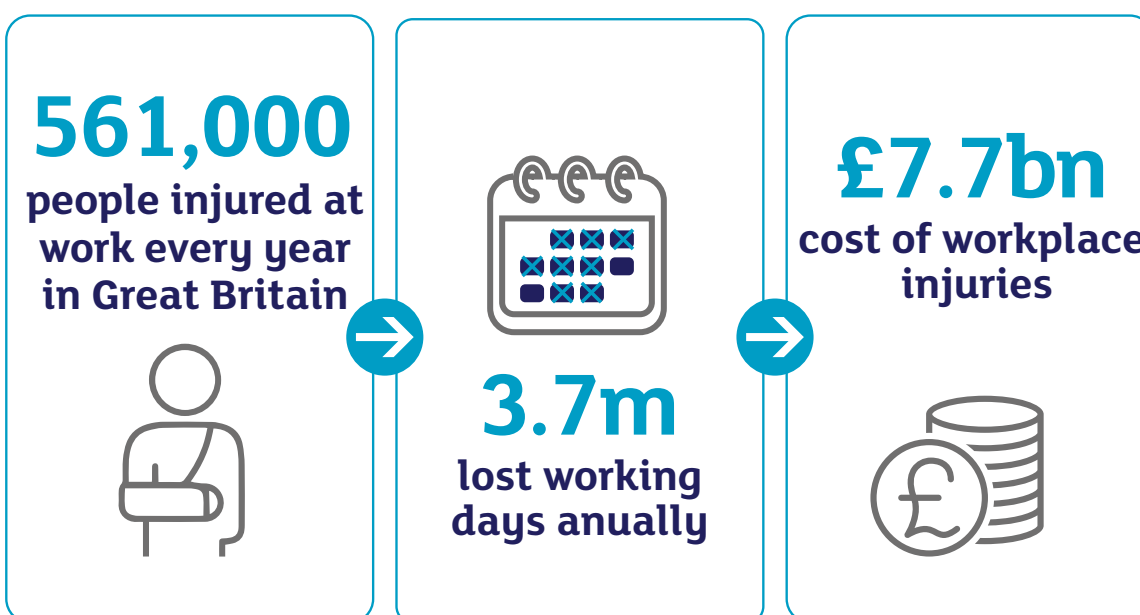 561,000
people injured at
work every year
in Great Britain
3.7m
lost working
days anually
£7.7bn
cost of workplace
injuries
£